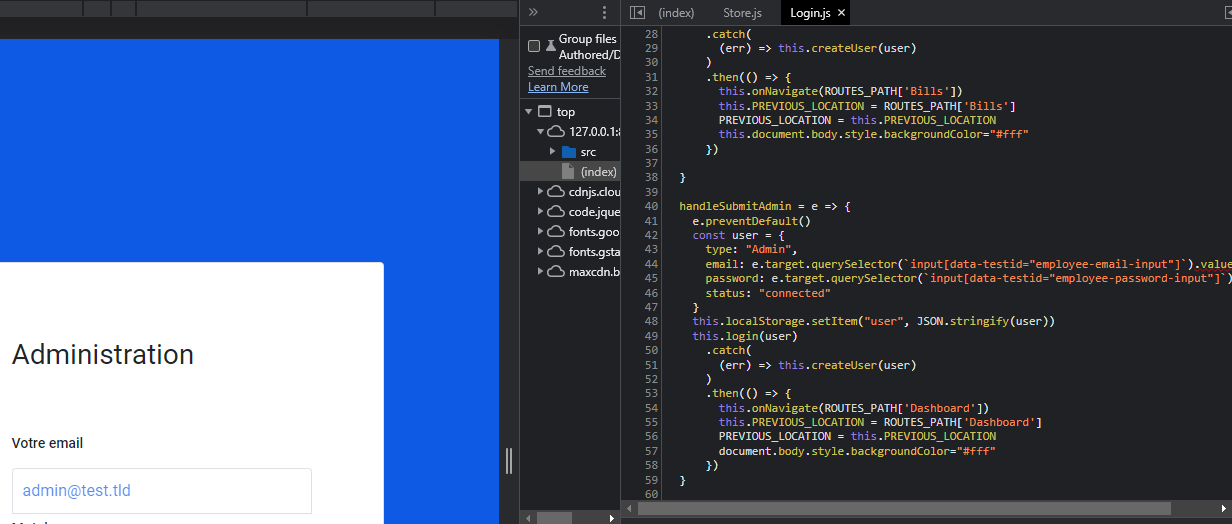 Administration
Votre email
admin@test.tld
Group files
Authored/D
Send feedback
Learn More
top
127.0.0.1:8
src
(index)
cdnjs.clou
code.jque
fonts.goo
fonts.gsta
maxcdn.b
(index) Store.js Login.js ×
28 .catch(
29 (err) => this.createUser(user)
30 )
31 .then(() => {
32 this.onNavigate(ROUTES_PATH['Bills'])
33 this.PREVIOUS_LOCATION = ROUTES_PATH['Bills']
34 PREVIOUS_LOCATION = this.PREVIOUS_LOCATION
35 this.document.body.style.backgroundColor="#fff"
36 })
37
38 }
39
40 handleSubmitAdmin = e => {
41 e.preventDefault()
42 const user = {
43 type: "Admin",
44 email: e.target.querySelector(`input[data-testid="employee-email-input"]`).value
45 password: e.target.querySelector(`input[data-testid="employee-password-input"]`)
46 status: "connected"
47 }
48 this.localStorage.setItem("user", JSON.stringify(user))
49 this.login(user)
50 .catch(
51 (err) => this.createUser(user)
52 )
53 .then(() => {
54 this.onNavigate(ROUTES_PATH['Dashboard'])
55 this.PREVIOUS_LOCATION = ROUTES_PATH['Dashboard']
56 PREVIOUS_LOCATION = this.PREVIOUS_LOCATION
57 document.body.style.backgroundColor="#fff"
58 })
59 }
60